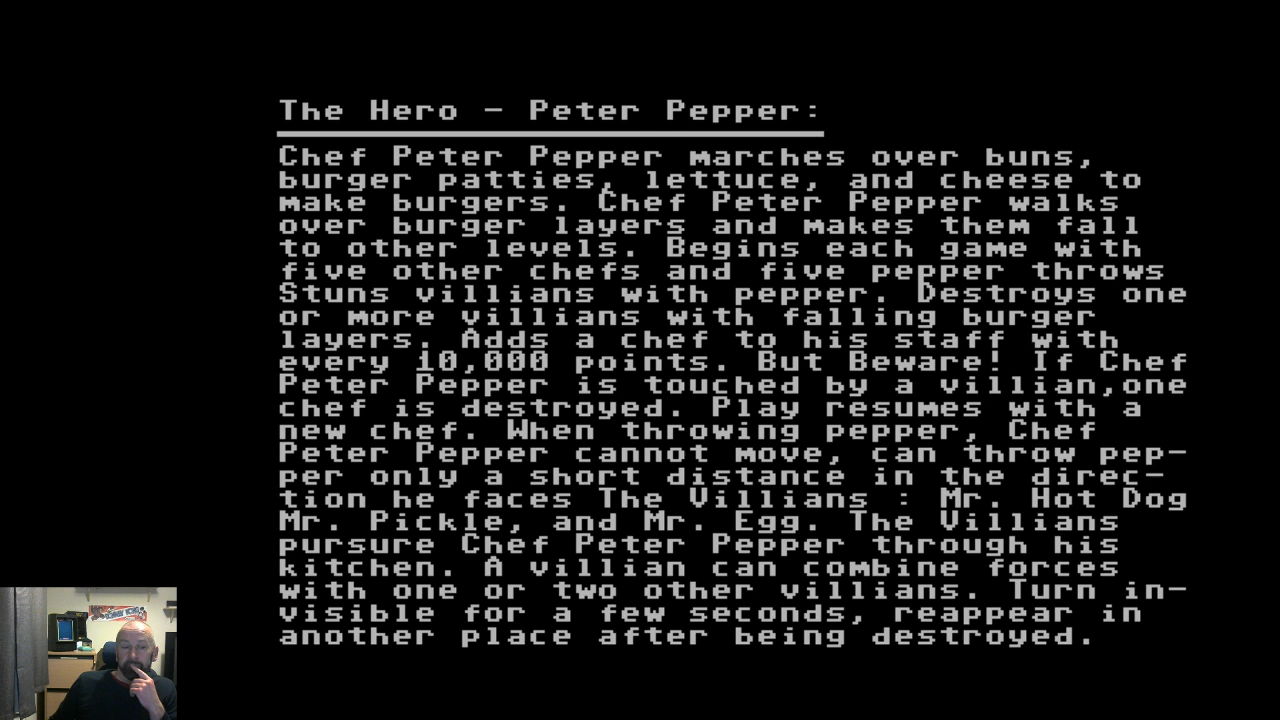 The Hero - Peter Pepper:
Chef Peter Pepper marches over buns,
burger patties, lettuce, and cheese to
make burgers. Chef Peter Pepper walks
over burger layers and makes them fall
to other levels. Begins each game with
five other chefs and five pepper throws
Stuns villians with pepper. Destroys one
or more villians with falling burger
layers. Adds a chef to his staff with
every 10,000 points. But Beware! If Chef
Peter Pepper is touched by a villian,one
chef is destroyed. Play resumes with a
new chef. When throwing pepper, Chef
Peter Pepper cannot move, can throw pep-
per only a short distance in the direc-
tion he faces The Villians : Mr. Hot Dog
Mr. Pickle, and Mr. Egg. The Villians
pursure Chef Peter Pepper through his
kitchen. A villian can combine forces
with one or two other villians. Turn in-
visible for a few seconds, reappear in
another place after being destroyed.